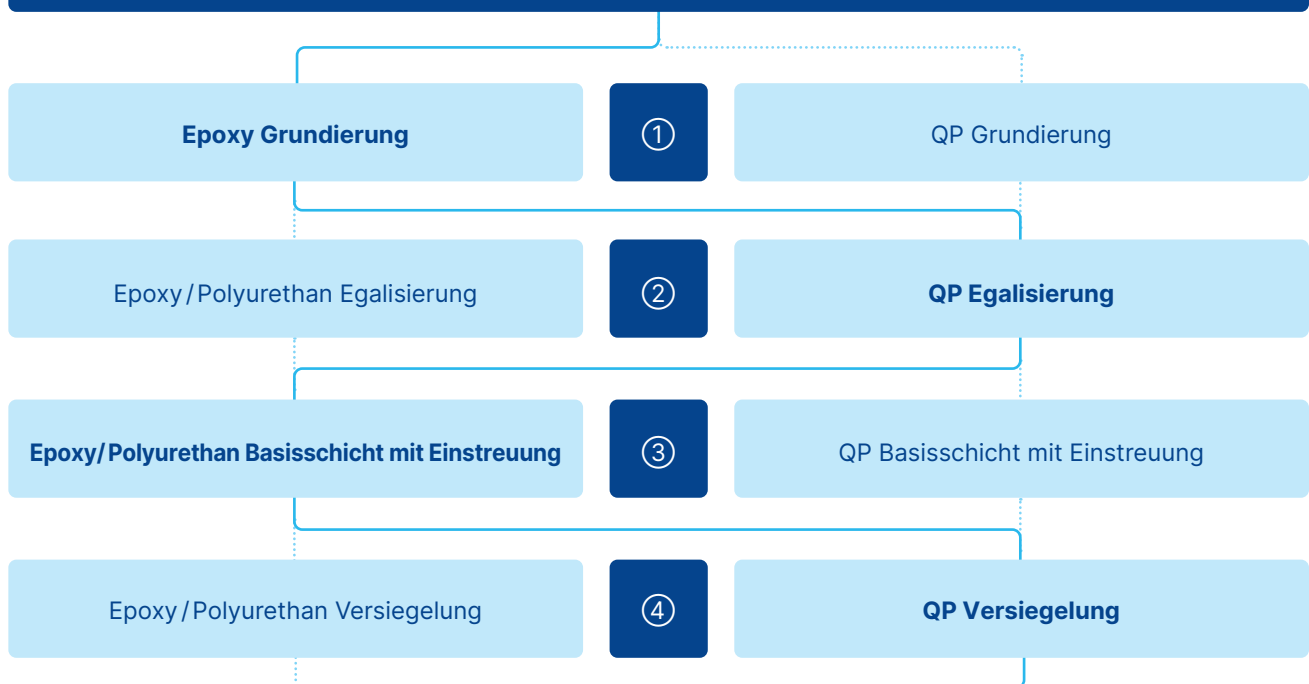 Epoxy Grundierung
①
QP Grundierung
Epoxy/Polyurethan Egalisierung
②
QP Egalisierung
Epoxy/Polyurethan Basisschicht mit Einstreuung
③
QP Basisschicht mit Einstreuung
Epoxy/Polyurethan Versiegelung
④
QP Versiegelung